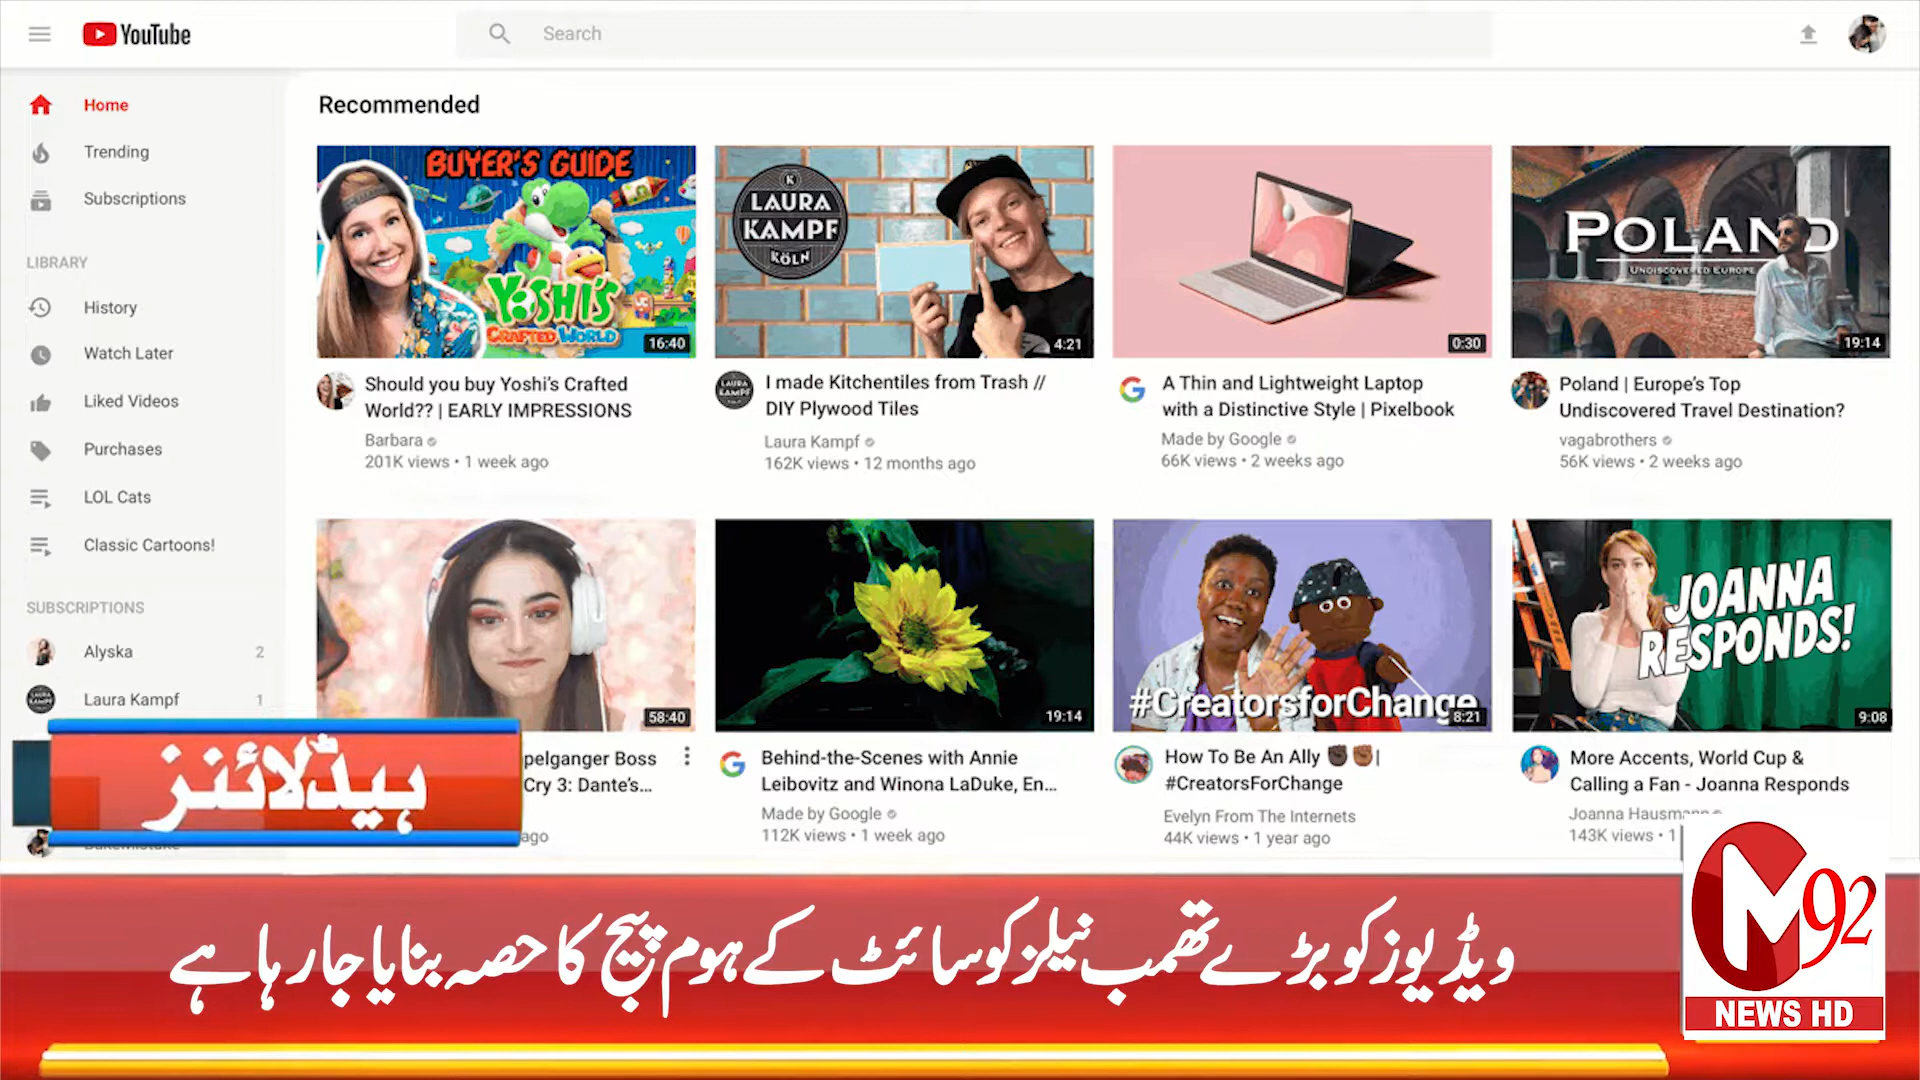 YouTube
Search
Home
Trending
Subscriptions
LIBRARY
History
Watch Later
Liked Videos
Purchases
LOL Cats
Classic Cartoons!
SUBSCRIPTIONS
Alyska 2
Laura Kampf 1
Recommended
BUYER'S GUIDE
YOSHI'S
CRAFTED WORLD
16:40
Should you buy Yoshi's Crafted
World?? | EARLY IMPRESSIONS
Barbara
201K views • 1 week ago
K
LAURA
KAMPF
KÖLN
4:21
I made Kitchentiles from Trash //
DIY Plywood Tiles
Laura Kampf
162K views • 12 months ago
0:30
A Thin and Lightweight Laptop
with a Distinctive Style | Pixelbook
Made by Google
66K views • 2 weeks ago
POLAND
UNDISCOVERED EUROPE
19:14
Poland | Europe's Top
Undiscovered Travel Destination?
vagabrothers
56K views • 2 weeks ago
58:40
pelganger Boss
Cry 3: Dante's...
ago
19:14
Behind-the-Scenes with Annie
Leibovitz and Winona LaDuke, En...
Made by Google
112K views • 1 week ago
#CreatorsforChange
8:21
How To Be An Ally ✊🏿✊🏾|
#CreatorsForChange
Evelyn From The Internets
44K views • 1 year ago
JOANNA
RESPONDS!
9:08
More Accents, World Cup &
Calling a Fan - Joanna Responds
Joanna Hausmann
143K views • 1
ہیڈلائنز
ویڈیوز کو بڑے تھمب نیلز کو سائٹ کے ہوم پیج کا حصہ بنایا جارہا ہے
M92
NEWS HD